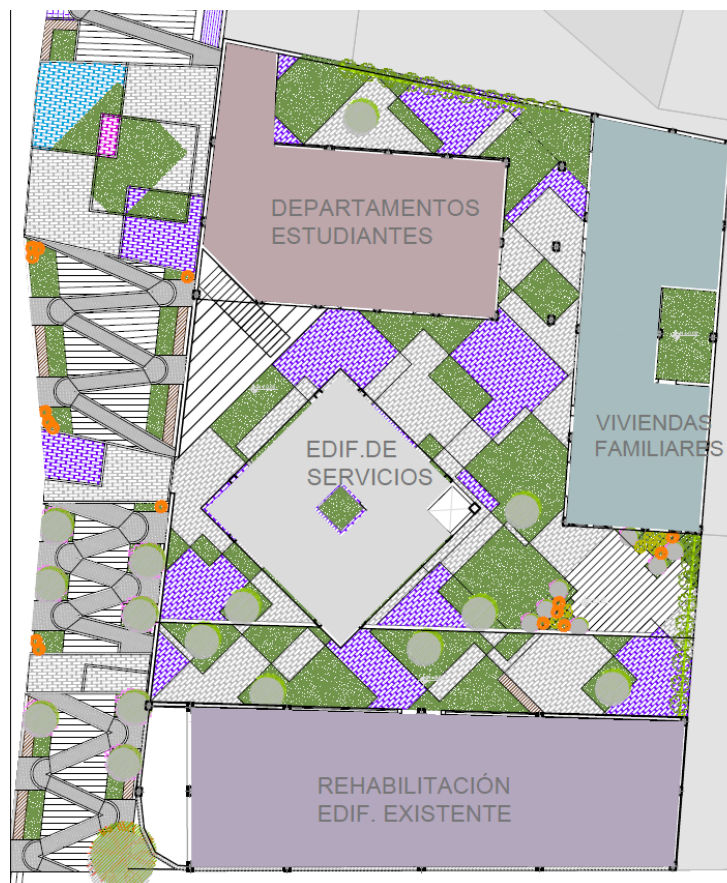 DEPARTAMENTOS
ESTUDIANTES
VIVIENDAS
FAMILIARES
EDIF.DE
SERVICIOS
REHABILITACIÓN
EDIF. EXISTENTE